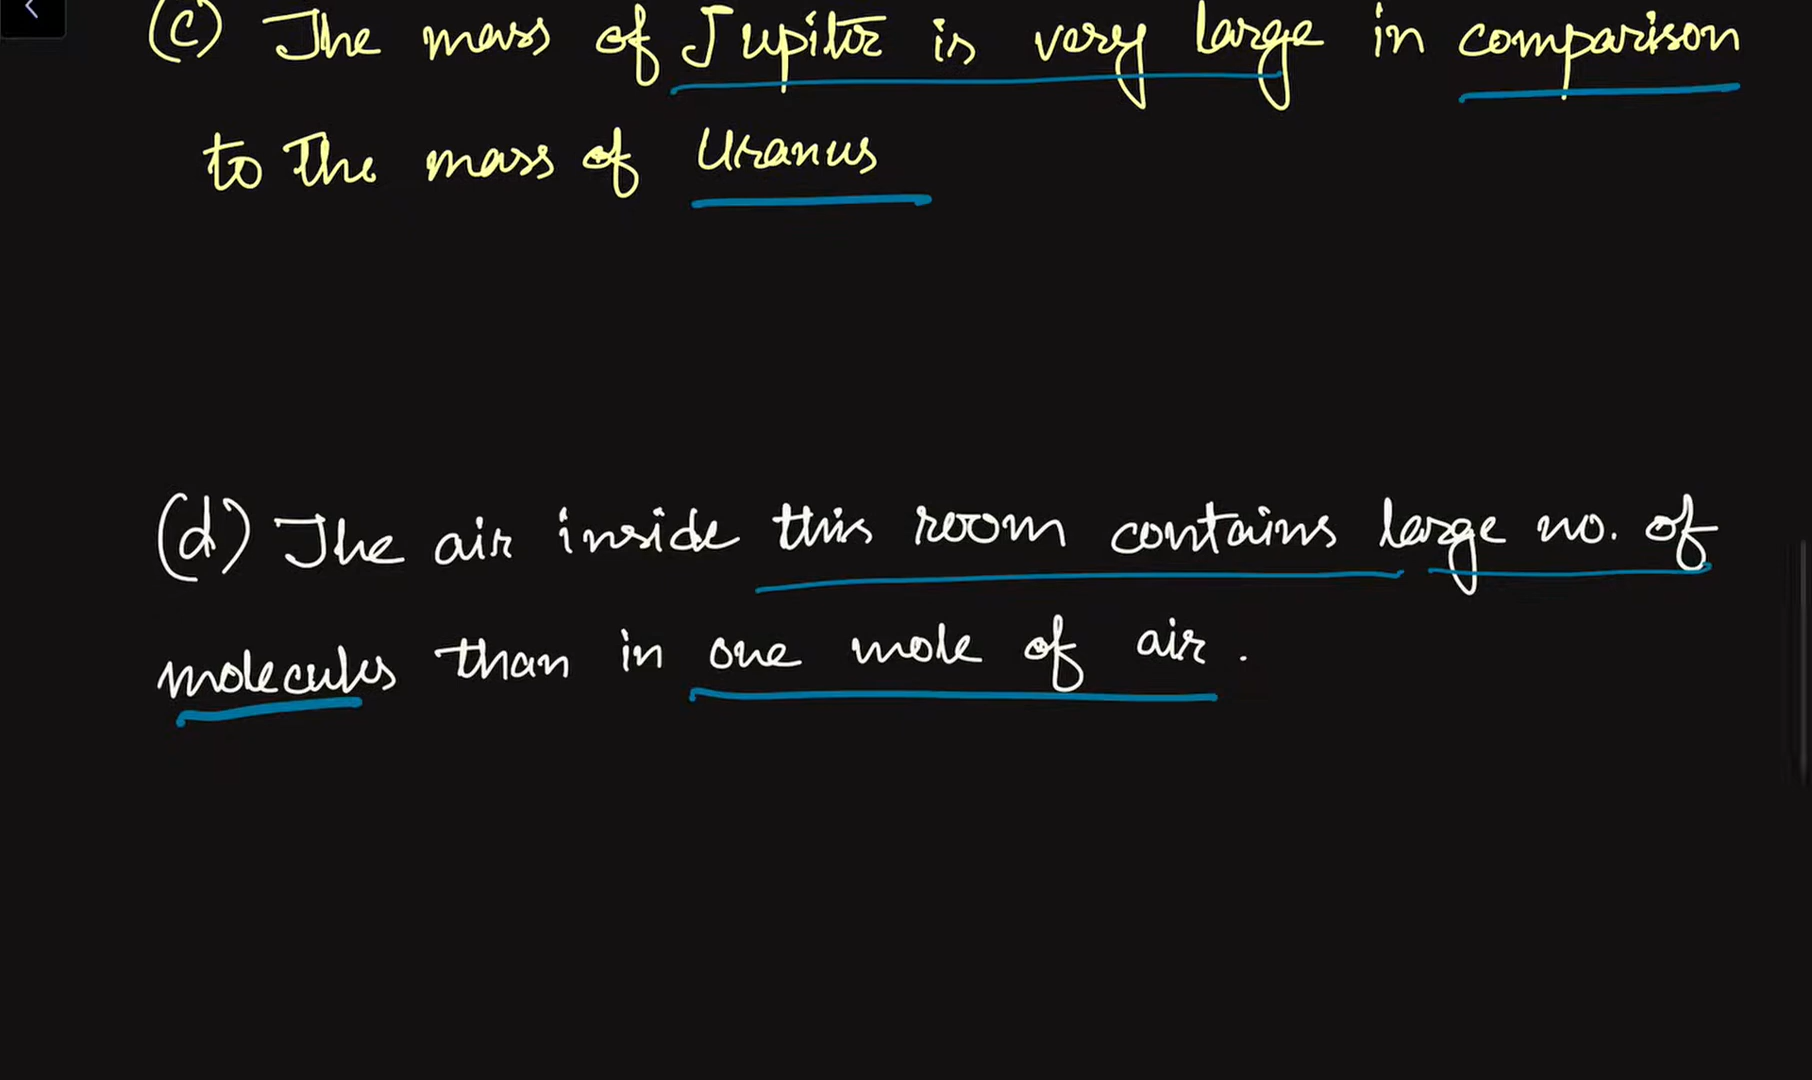 (c) The mass of Jupiter is very large in comparison
to the mass of Uranus
(d) The air inside this room contains large no. of
molecules than in one mole of air.